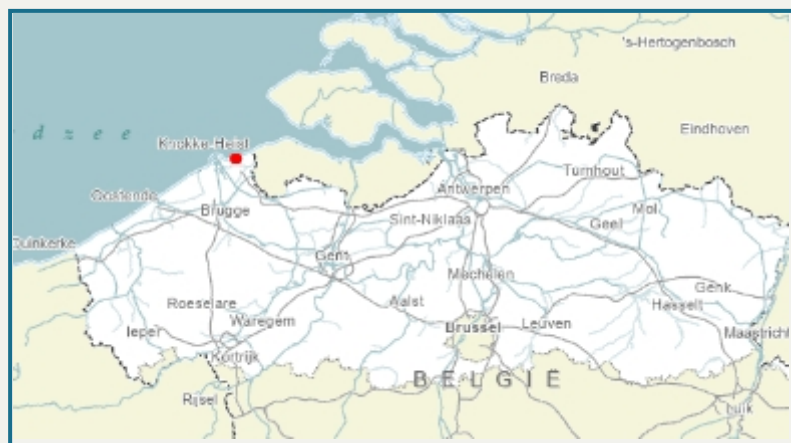 's-Hertogenbosch
Breda
Eindhoven
dzee
Knokke-Heist
Turnhout
Antwerpen
Oostende
Mol
Brugge
Sint-Niklaas
Geel
Duinkerke
Gent
Mechelen
Genk
Roeselare
Aalst
Hasselt
Waregem
Brussel
Leuven
Ieper
Maastricht
Kortrijk
BELGIË
Rijsel
Luik